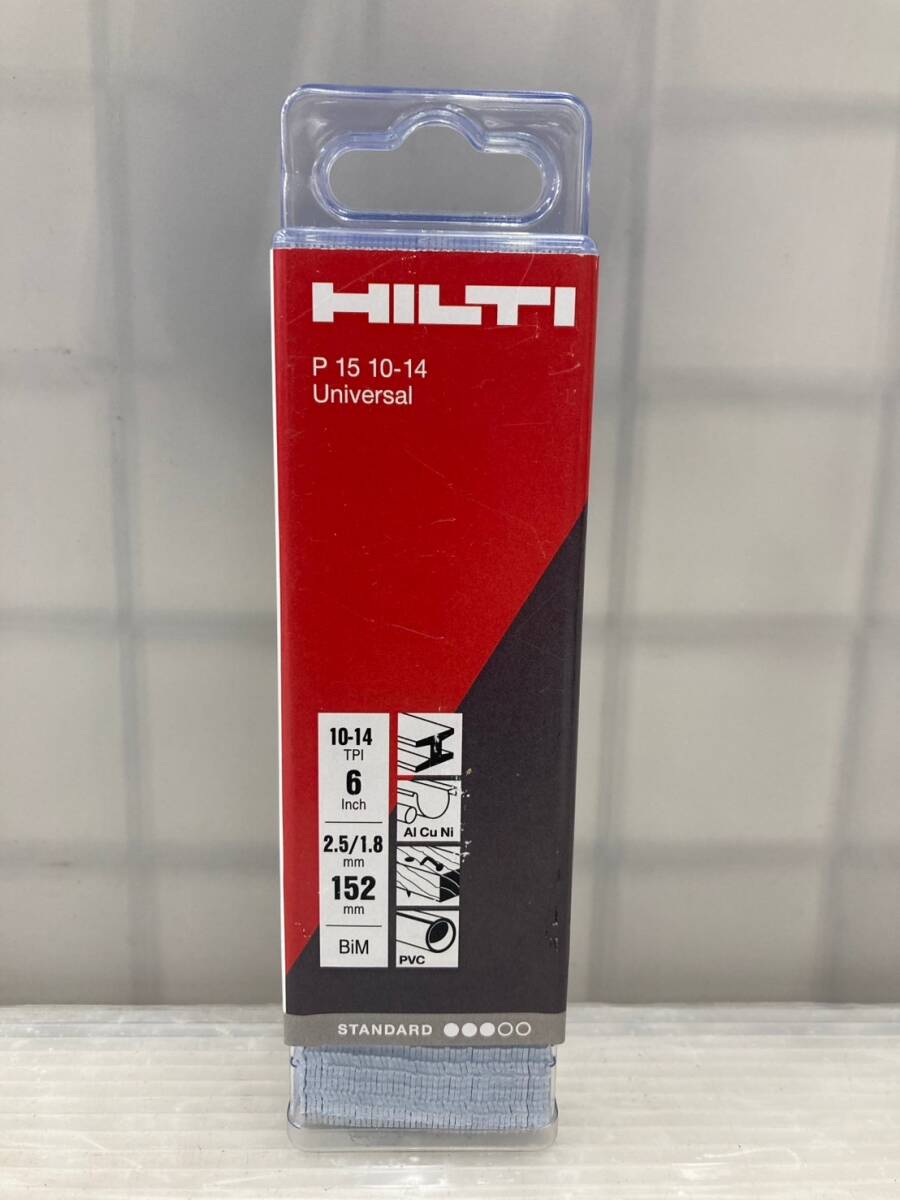 HILTI
P 15 10-14
Universal
10-14
TPI
6
Inch
2.5/1.8
mm
152
mm
BiM
Al Cu Ni
PVC
STANDARD